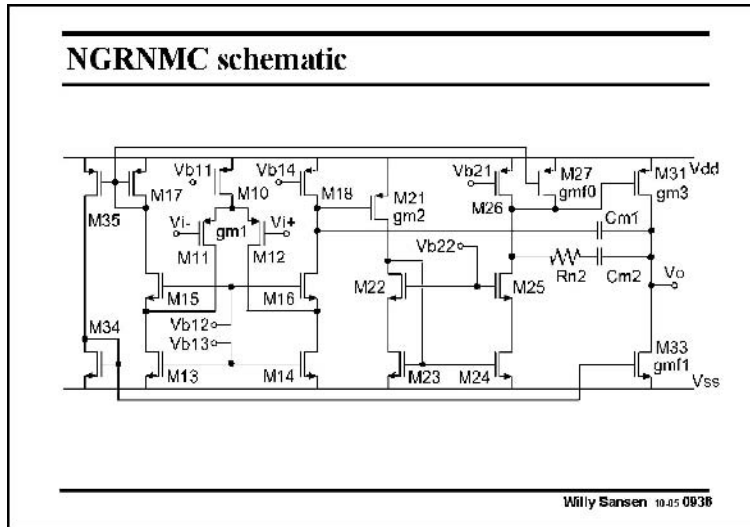 NGRNMC schematic
Vb11
Vb14
Vb21
M27
gmf0
M31
gm3
Vdd
M35
M17
M10
M18
M21
gm2
M26
Cm1
Vi-
gm1
Vi+
M11
M12
Vb22
Rn2
Cm2
M15
M16
M22
M25
Vo
Vb12
Vb13
M34
M33
gmf1
M13
M14
M23
M24
Vss
Willy Sansen 10-05 0936